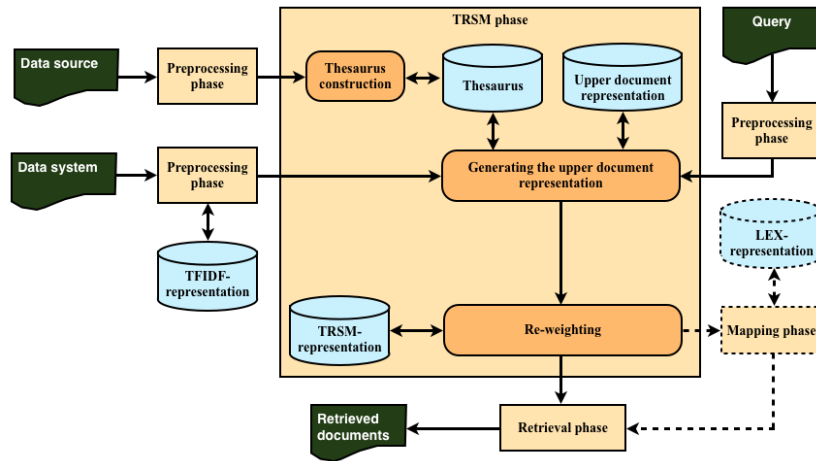 TRSM phase
Query
Data source
Preprocessing
phase
Thesaurus
construction
Thesaurus
Upper document
representation
Preprocessing
phase
Data system
Preprocessing
phase
Generating the upper document
representation
LEX-
representation
TFIDF-
representation
TRSM-
representation
Re-weighting
Mapping phase
Retrieved
documents
Retrieval phase